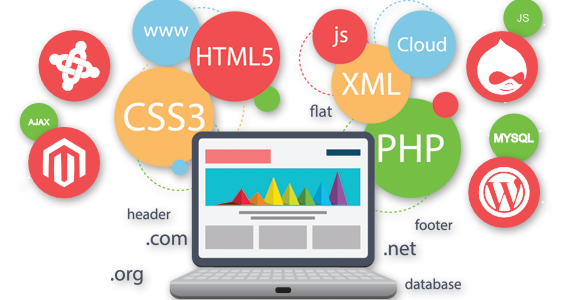 www
HTML5
js
Cloud
JS
XML
CSS3
flat
AJAX
PHP
MYSQL
header
.com
footer
.net
.org
database